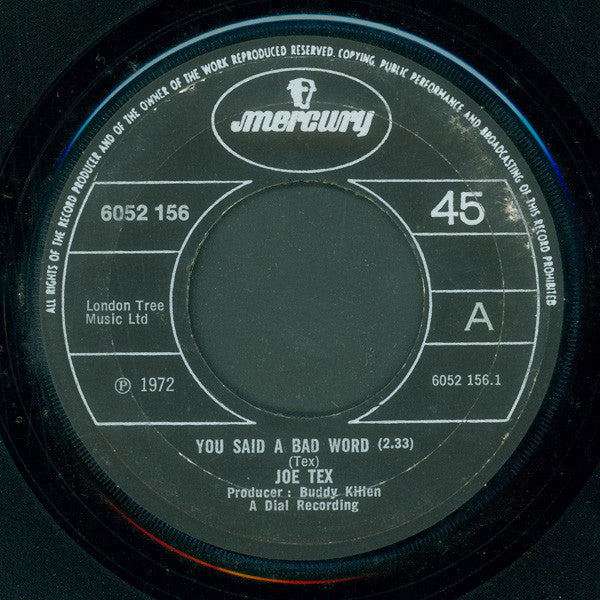 ALL RIGHTS OF THE RECORD PRODUCER AND OF THE OWNER OF THE WORK REPRODUCED RESERVED. COPYING, PUBLIC PERFORMANCE AND BROADCASTING OF THIS RECORD PROHIBITED
mercury
6052 156
45
London Tree
Music Ltd
A
℗ 1972
6052 156.1
YOU SAID A BAD WORD (2.33)
(Tex)
JOE TEX
Producer : Buddy Killen
A Dial Recording